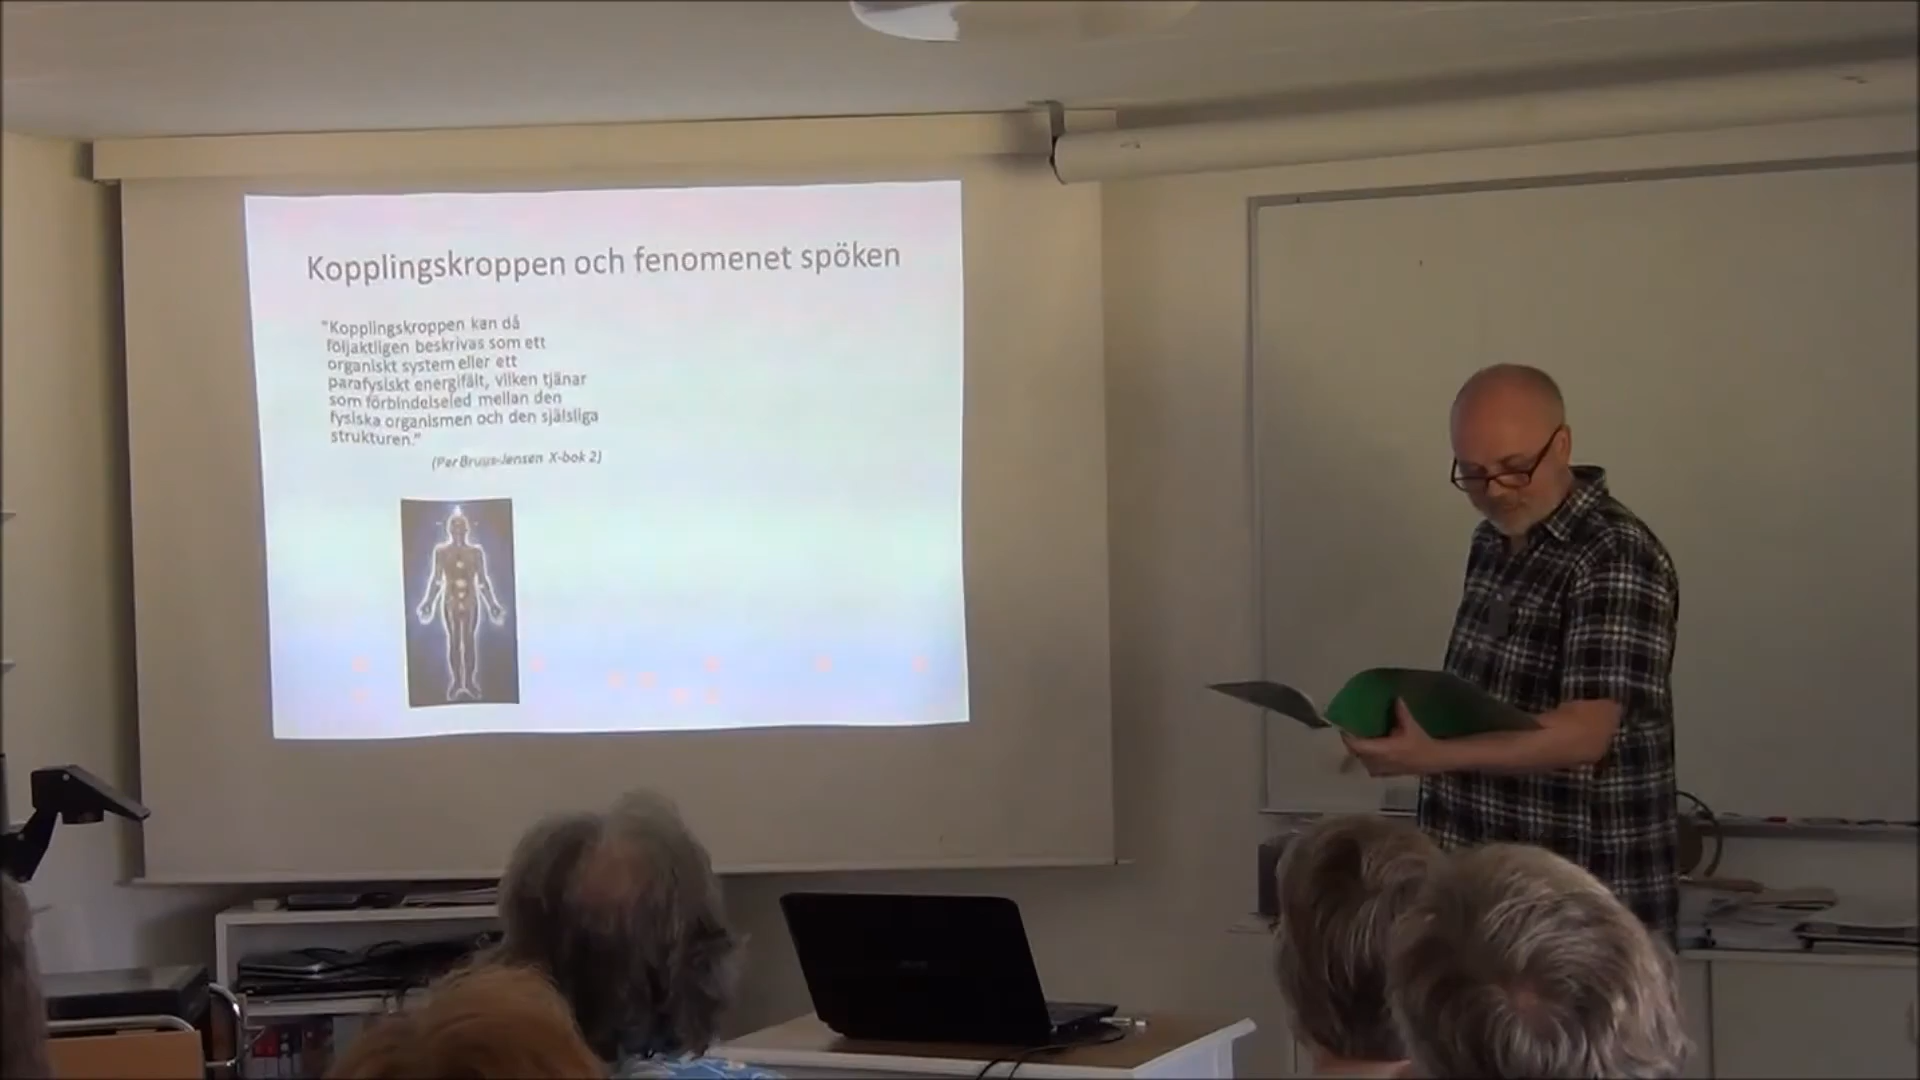 Kopplingskroppen och fenomenet spöken
"Kopplingskroppen kan då
följaktligen beskrivas som ett
organiskt system eller ett
parafysiskt energifält, vilken tjänar
som förbindelseled mellan den
fysiska organismen och den själsliga
strukturen."
(Per Bruus-Jensen X-bok 2)